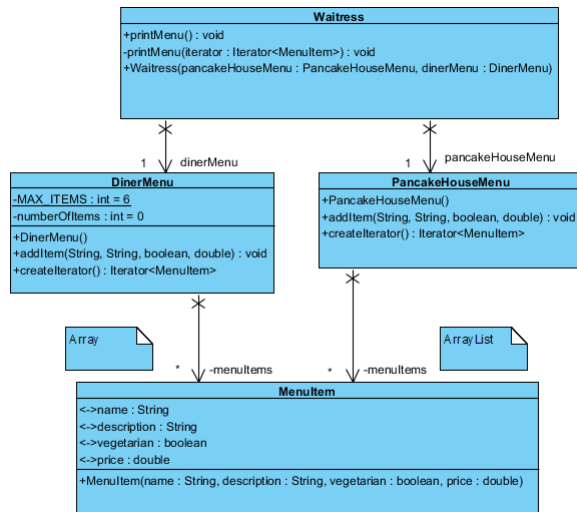 Waitress
+printMenu() : void
-printMenu(iterator : Iterator<MenuItem>) : void
+Waitress(pancakeHouseMenu : PancakeHouseMenu, dinerMenu : DinerMenu)
1
dinerMenu
1
pancakeHouseMenu
DinerMenu
-MAX_ITEMS : int = 6
-numberOfItems : int = 0
+DinerMenu()
+addItem(String, String, boolean, double) : void
+createIterator() : Iterator<MenuItem>
PancakeHouseMenu
+PancakeHouseMenu()
+addItem(String, String, boolean, double) : void
+createIterator() : Iterator<MenuItem>
Array
ArrayList
*
-menuItems
*
-menuItems
MenuItem
<->name : String
<->description : String
<->vegetarian : boolean
<->price : double
+MenuItem(name : String, description : String, vegetarian : boolean, price : double)